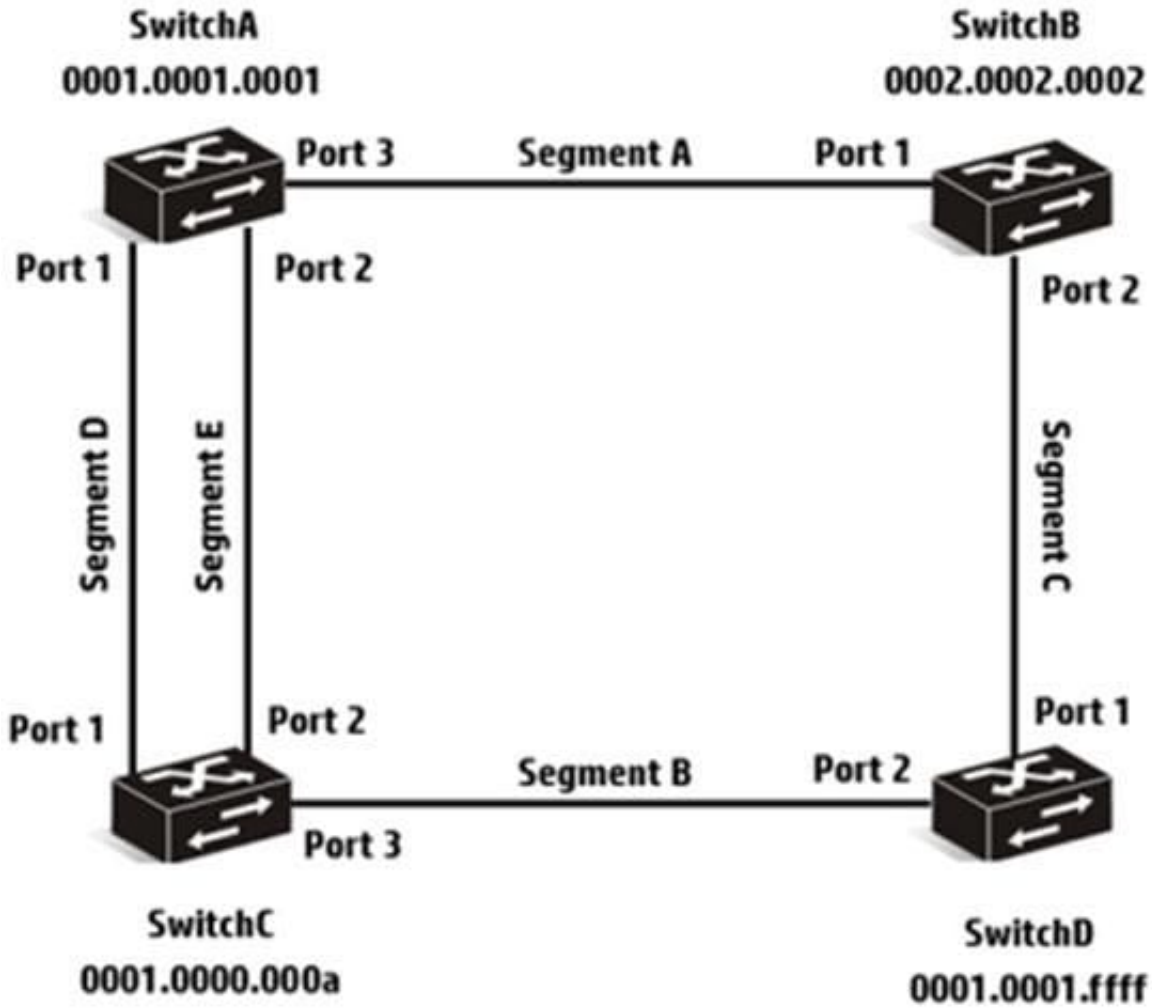 SwitchA
0001.0001.0001
SwitchB
0002.0002.0002
Port 3
Segment A
Port 1
Port 1
Port 2
Port 2
Segment D
Segment E
Segment C
Port 1
Port 2
Port 1
Segment B
Port 2
Port 3
SwitchC
0001.0000.000a
SwitchD
0001.0001.ffff